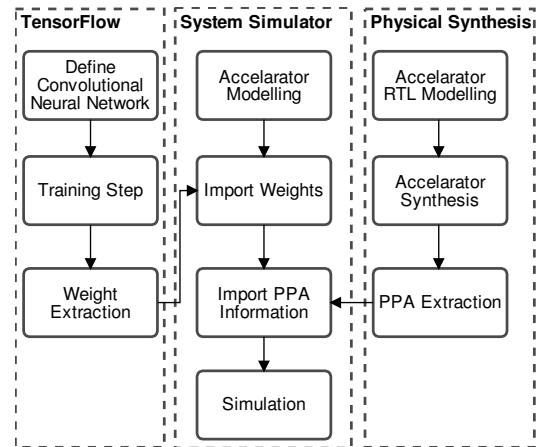 TensorFlow
Define
Convolutional
Neural Network
Training Step
Weight
Extraction
System Simulator
Accelarator
Modelling
Import Weights
Import PPA
Information
Simulation
Physical Synthesis
Accelarator
RTL Modelling
Accelarator
Synthesis
PPA Extraction